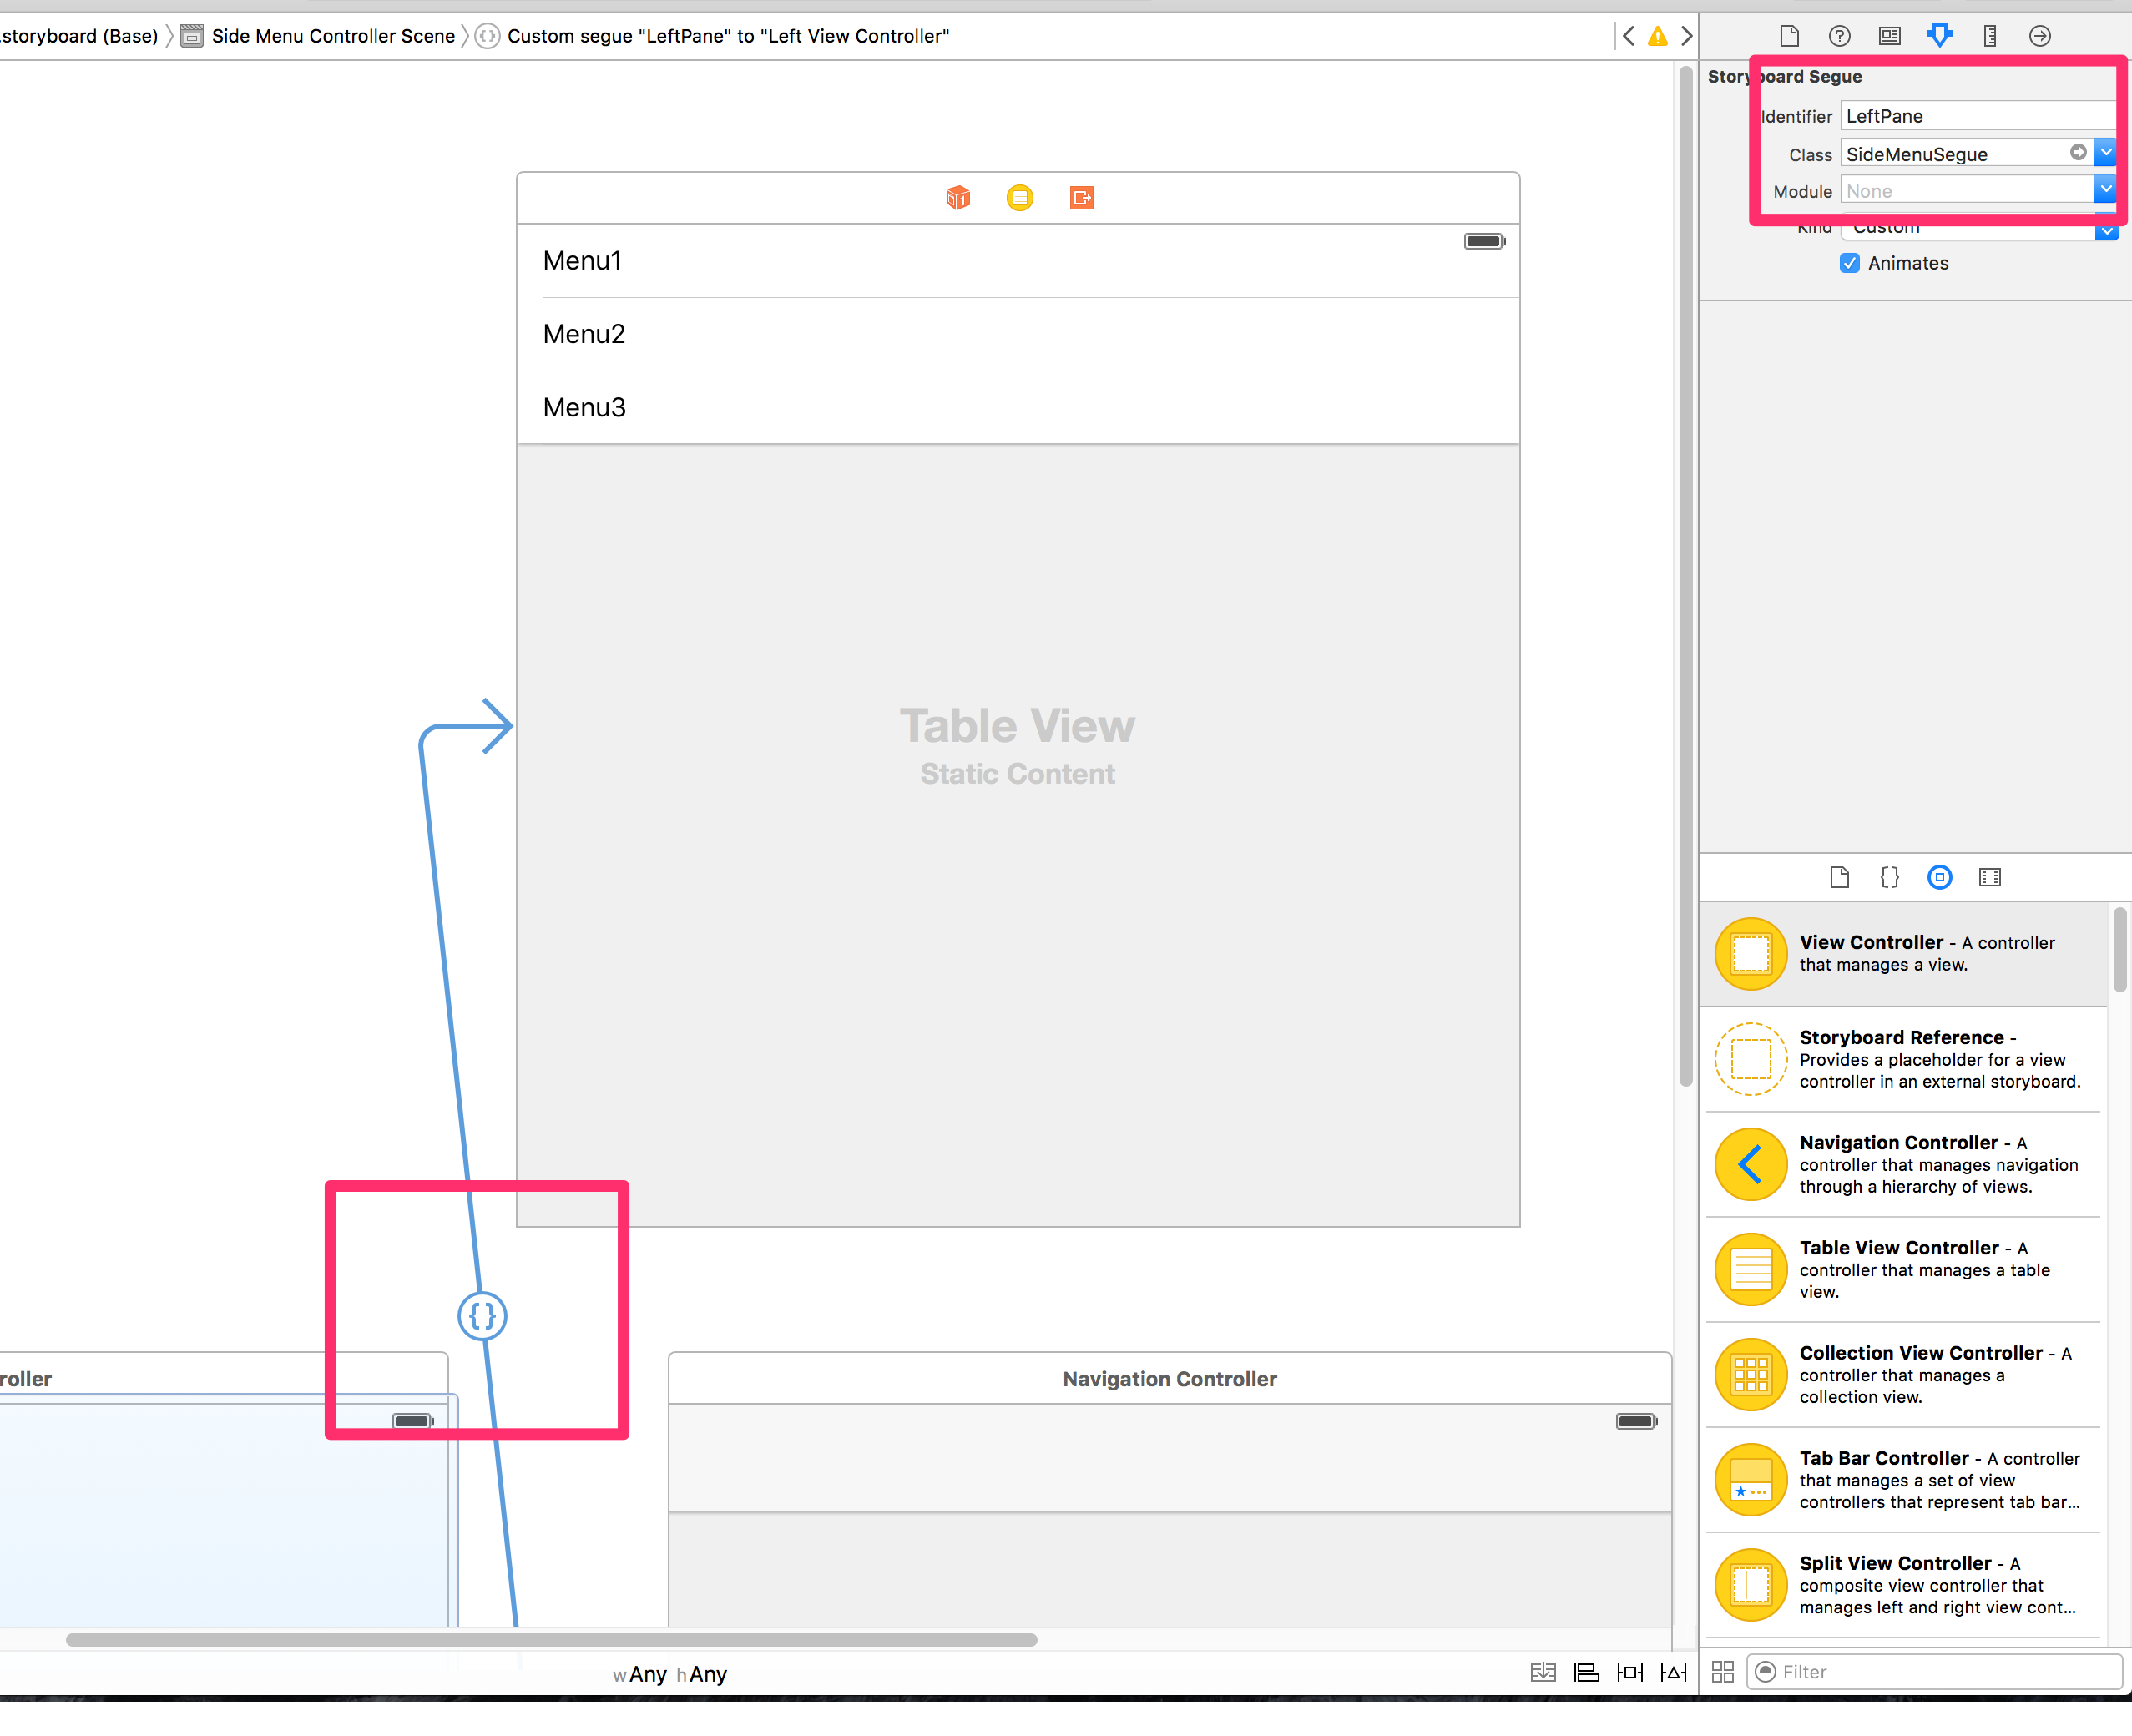 .storyboard (Base) Side Menu Controller Scene Custom segue "LeftPane" to "Left View Controller"
Storyboard Segue
Identifier LeftPane
Class SideMenuSegue
Module None
Kind Custom
Animates
Menu1
Menu2
Menu3
Table View
Static Content
roller
Navigation Controller
wAny hAny
View Controller - A controller
that manages a view.
Storyboard Reference -
Provides a placeholder for a view
controller in an external storyboard.
Navigation Controller - A
controller that manages navigation
through a hierarchy of views.
Table View Controller - A
controller that manages a table
view.
Collection View Controller - A
controller that manages a
collection view.
Tab Bar Controller - A controller
that manages a set of view
controllers that represent tab bar...
Split View Controller - A
composite view controller that
manages left and right view cont...
Filter